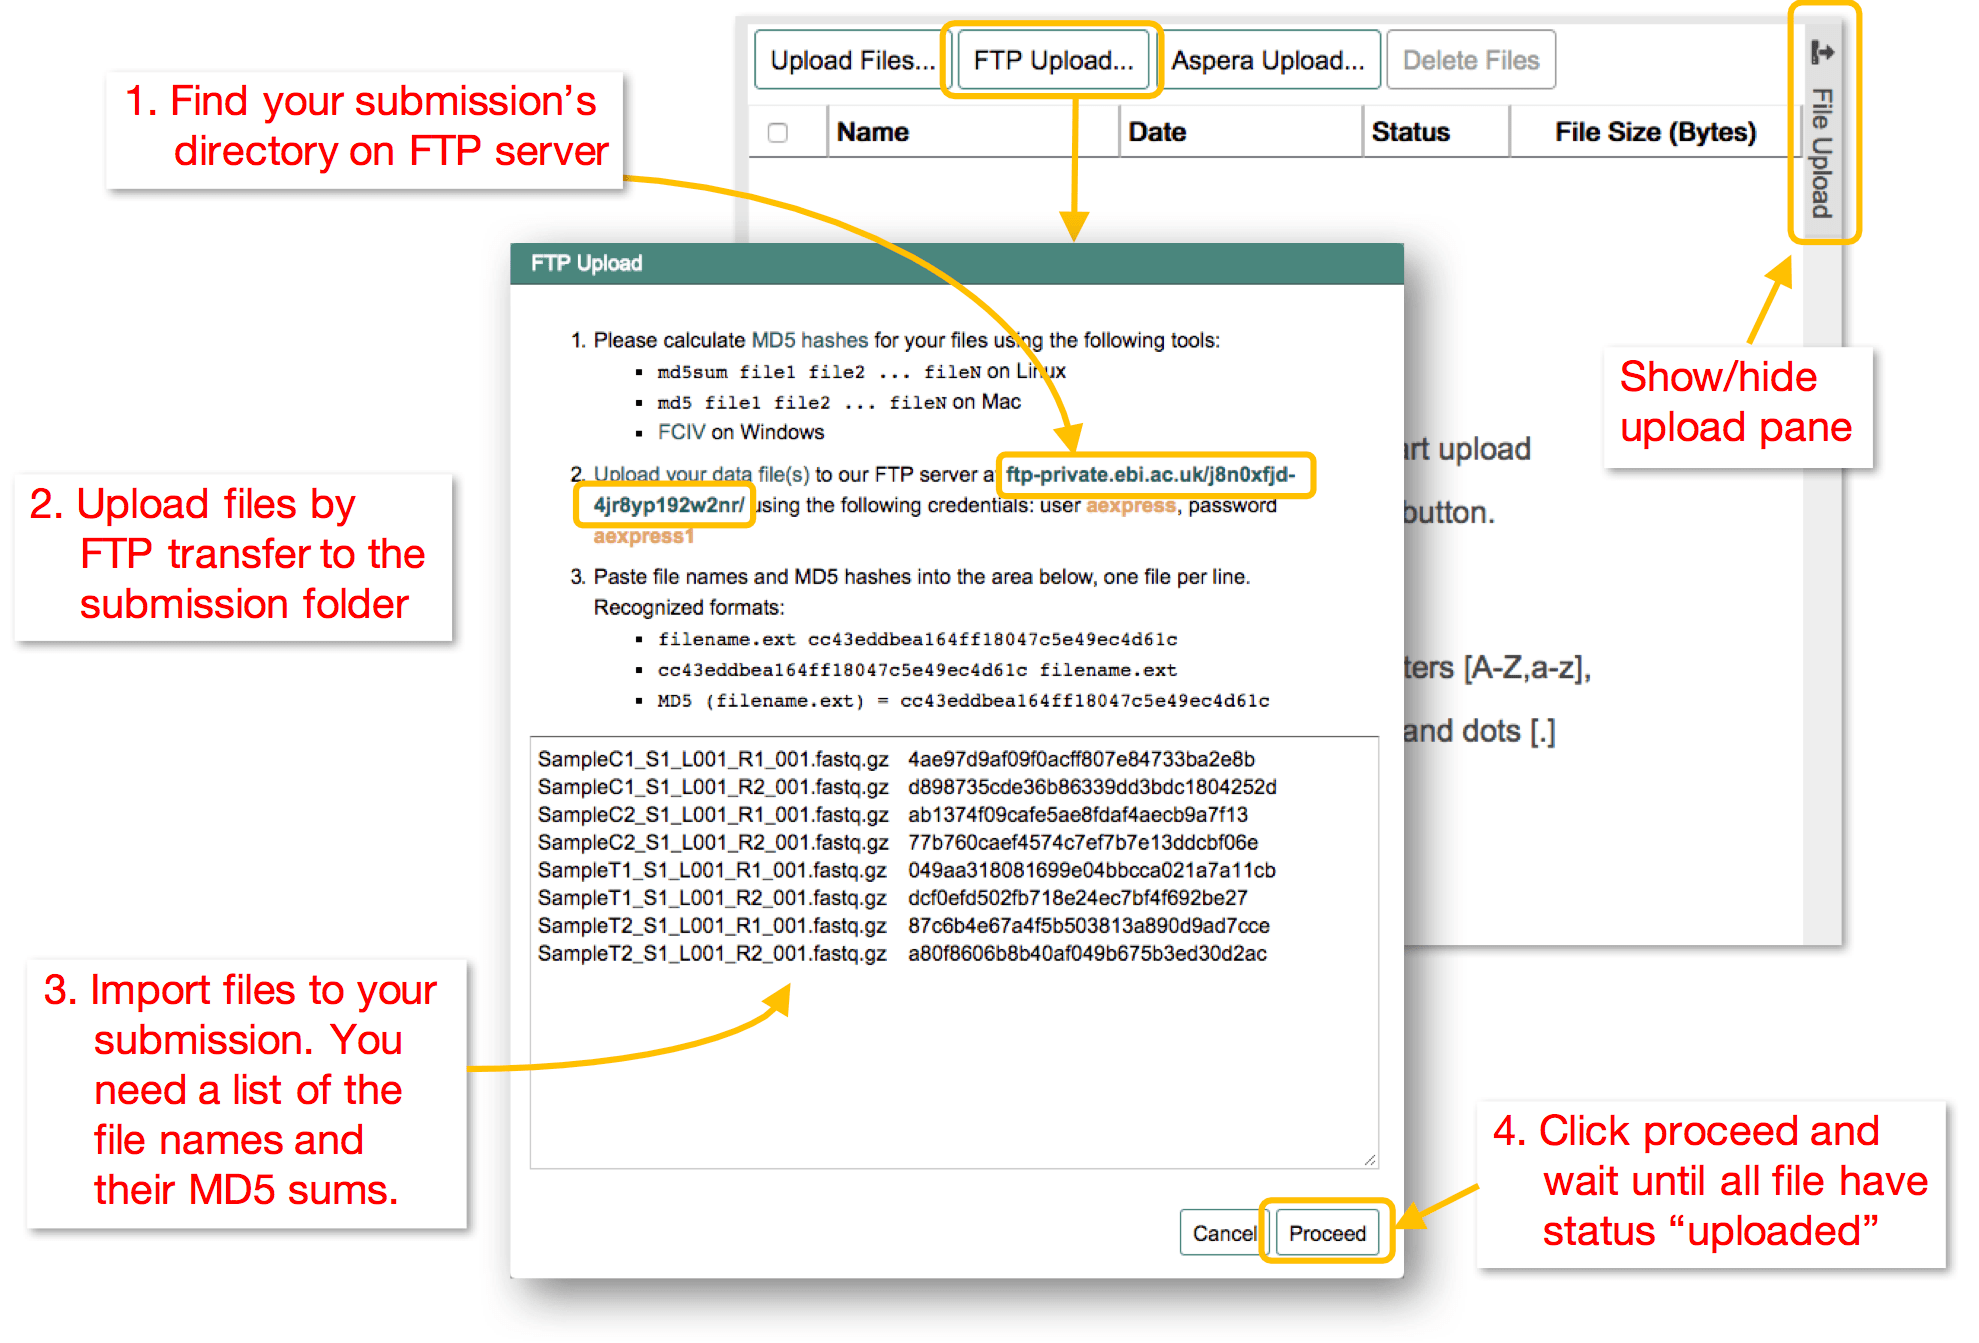 Upload Files...
FTP Upload...
Aspera Upload...
Delete Files
File Upload
Name
Date
Status
File Size (Bytes)
1. Find your submission’s
directory on FTP server
Show/hide
upload pane
upload
button.
[A-Z,a-z],
and dots [.]
FTP Upload
1. Please calculate MD5 hashes for your files using the following tools:
▪ md5sum file1 file2 ... fileN on Linux
▪ md5 file1 file2 ... fileN on Mac
▪ FCIV on Windows
2. Upload your data file(s) to our FTP server at ftp-private.ebi.ac.uk/j8n0xfjd-
4jr8yp192w2nr/ using the following credentials: user aexpress, password
aexpress1
3. Paste file names and MD5 hashes into the area below, one file per line.
Recognized formats:
▪ filename.ext cc43eddbea164ff18047c5e49ec4d61c
▪ cc43eddbea164ff18047c5e49ec4d61c filename.ext
▪ MD5 (filename.ext) = cc43eddbea164ff18047c5e49ec4d61c
SampleC1_S1_L001_R1_001.fastq.gz 4ae97d9af09f0acff807e84733ba2e8b
SampleC1_S1_L001_R2_001.fastq.gz d898735cde36b86339dd3bdc1804252d
SampleC2_S1_L001_R1_001.fastq.gz ab1374f09cafe5ae8fdaf4aecb9a7f13
SampleC2_S1_L001_R2_001.fastq.gz 77b760caef4574c7ef7b7e13ddcbf06e
SampleT1_S1_L001_R1_001.fastq.gz 049aa318081699e04bbcca021a7a11cb
SampleT1_S1_L001_R2_001.fastq.gz dcf0efd502fb718e24ec7bf4f692be27
SampleT2_S1_L001_R1_001.fastq.gz 87c6b4e67a4f5b503813a890d9ad7cce
SampleT2_S1_L001_R2_001.fastq.gz a80f8606b8b40af049b675b3ed30d2ac
Cancel
Proceed
2. Upload files by
FTP transfer to the
submission folder
3. Import files to your
submission. You
need a list of the
file names and
their MD5 sums.
4. Click proceed and
wait until all file have
status “uploaded”